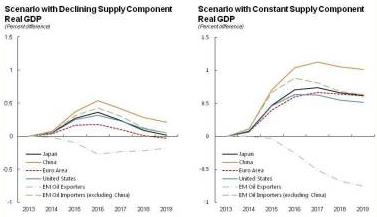 Scenario with Declining Supply Component
Real GDP
(Percent difference)
1.5
1
0.5
0
-0.5
-1
Japan
China
Euro Area
United States
EM Oil Exporters
EM Oil Importers (excluding China)
2013 2014 2015 2016 2017 2018 2019
Scenario with Constant Supply Component
Real GDP
(Percent difference)
1.5
1
0.5
0
-0.5
-1
Japan
China
Euro Area
United States
EM Oil Exporters
EM Oil Importers (excluding China)
2013 2014 2015 2016 2017 2018 2019